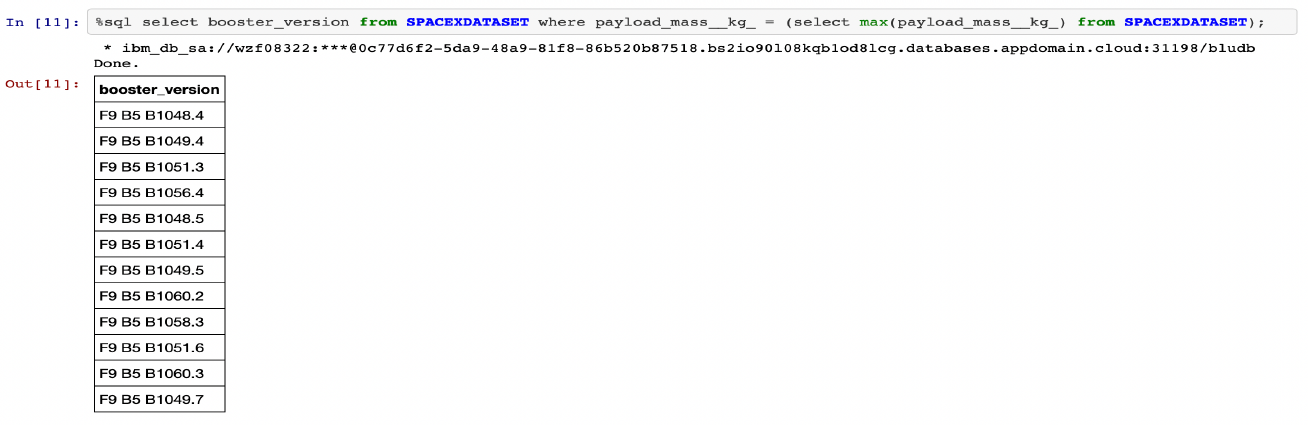 In [11]: %sql select booster_version from SPACEXDATASET where payload_mass__kg_ = (select max(payload_mass__kg_) from SPACEXDATASET);
* ibm_db_sa://wzf08322:***@0c77d6f2-5da9-48a9-81f8-86b520b87518.bs2io90l08kqb1od8lcg.databases.appdomain.cloud:31198/bludb
Done.
Out[11]: booster_version
F9 B5 B1048.4
F9 B5 B1049.4
F9 B5 B1051.3
F9 B5 B1056.4
F9 B5 B1048.5
F9 B5 B1051.4
F9 B5 B1049.5
F9 B5 B1060.2
F9 B5 B1058.3
F9 B5 B1051.6
F9 B5 B1060.3
F9 B5 B1049.7